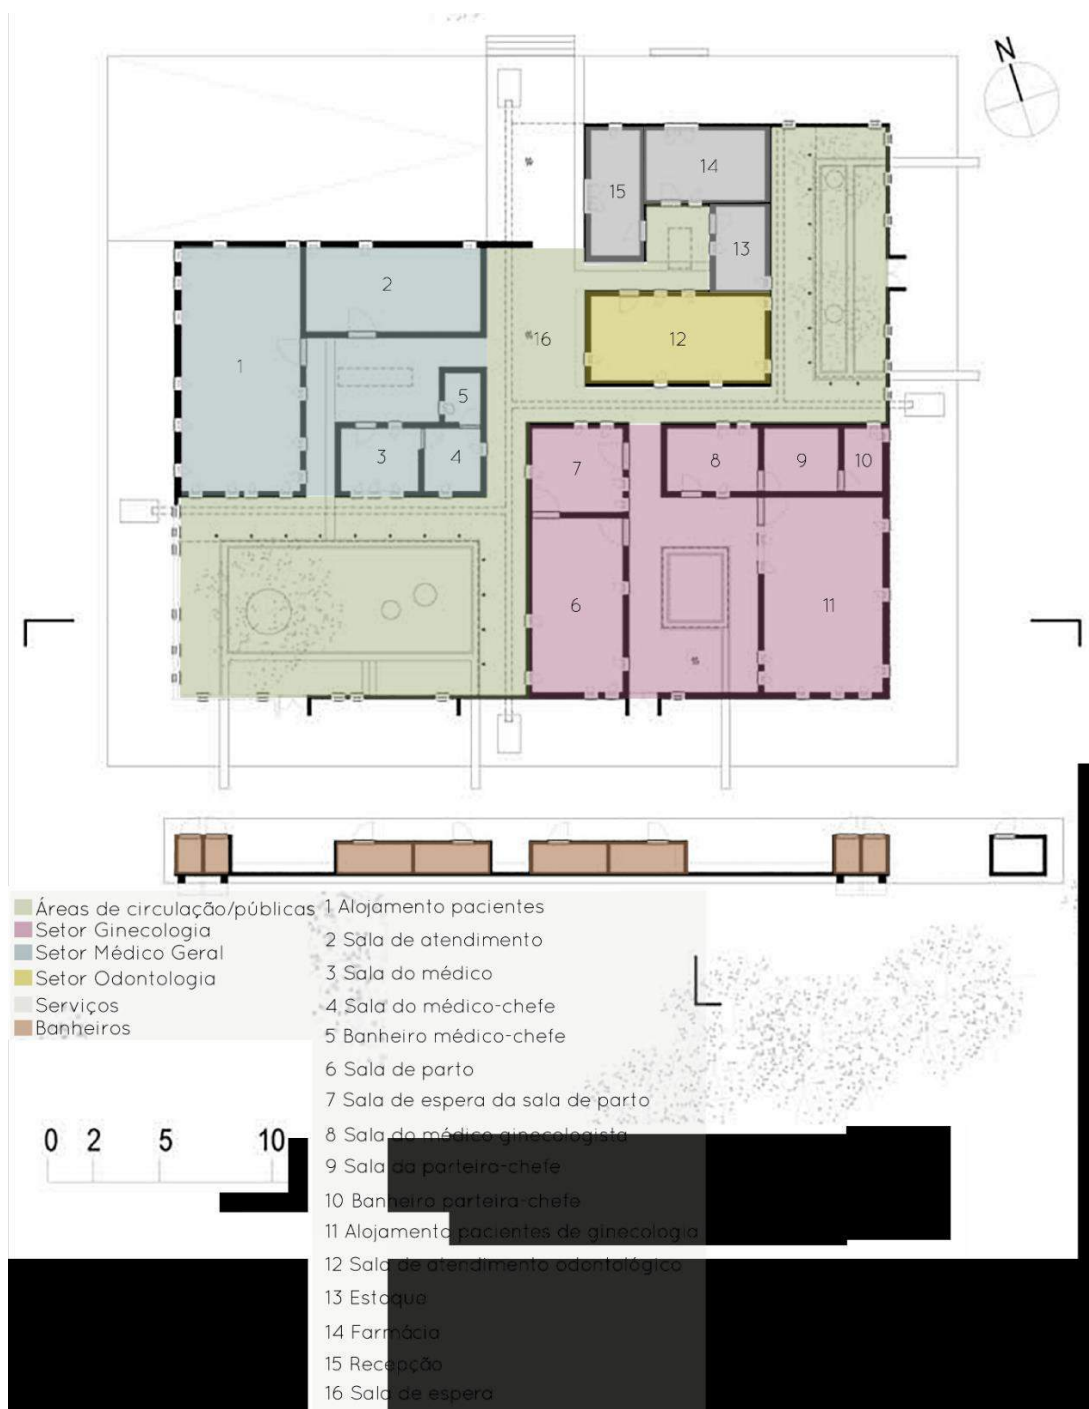 N
14
15
13
2
16
12
1
5
3
4
7
8
9
10
6
11
Áreas de circulação/públicas
Setor Ginecologia
Setor Médico Geral
Setor Odontologia
Serviços
Banheiros
1 Alojamento pacientes
2 Sala de atendimento
3 Sala do médico
4 Sala do médico-chefe
5 Banheiro médico-chefe
6 Sala de parto
7 Sala de espera da sala de parto
8 Sala do médico ginecologista
9 Sala da parteira-chefe
10 Banheiro parteira-chefe
11 Alojamento pacientes de ginecologia
12 Sala de atendimento odontológico
13 Estoque
14 Farmácia
15 Recepção
16 Sala de espera
0 2 5 10